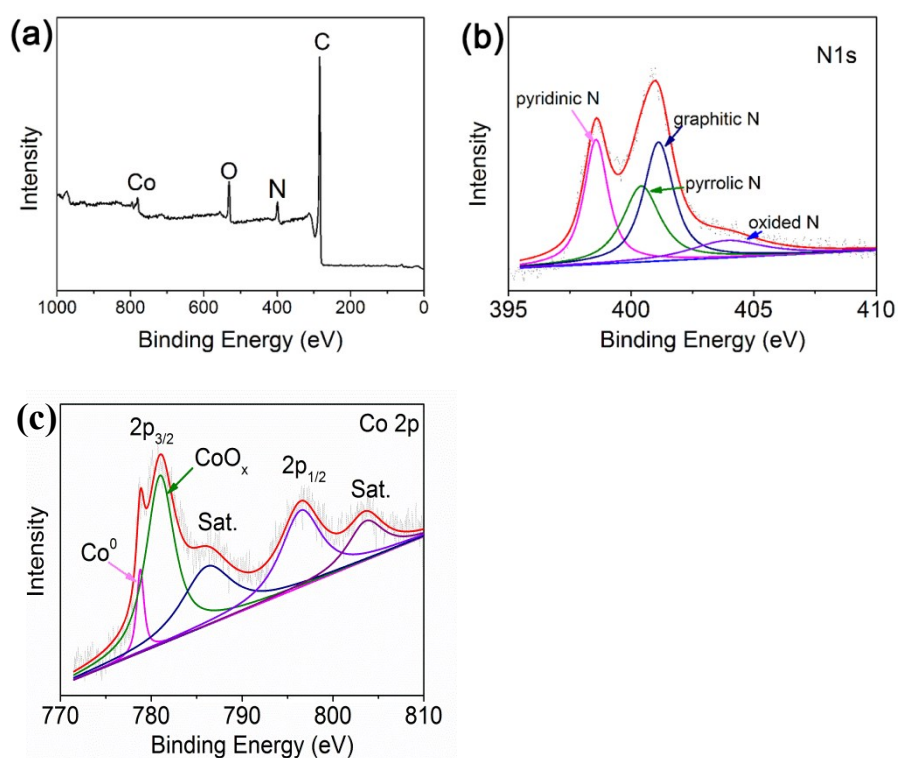 (a)
C
Co
O
N
Intensity
1000 800 600 400 200 0
Binding Energy (eV)
(b)
N1s
pyridinic N
graphitic N
pyrrolic N
oxided N
Intensity
395 400 405 410
Binding Energy (eV)
(c)
Co 2p
2p3/2
CoOx
2p1/2
Sat.
Sat.
Co0
Intensity
770 780 790 800 810
Binding Energy (eV)